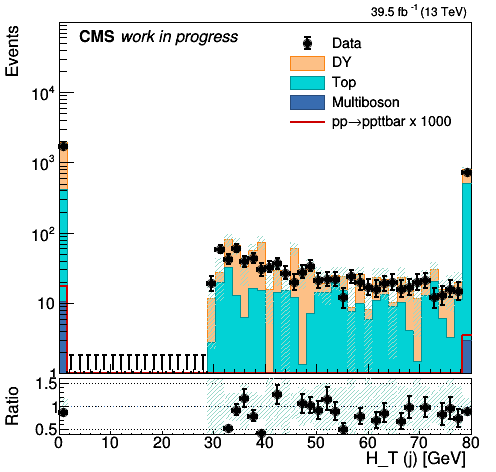 39.5 fb⁻¹ (13 TeV)
CMS work in progress
Data
DY
Top
Multiboson
pp→ppttbar x 1000
Events
10⁴
10³
10²
10
1
Ratio
1.5
1
0.5
0 10 20 30 40 50 60 70 80
H_T (j) [GeV]